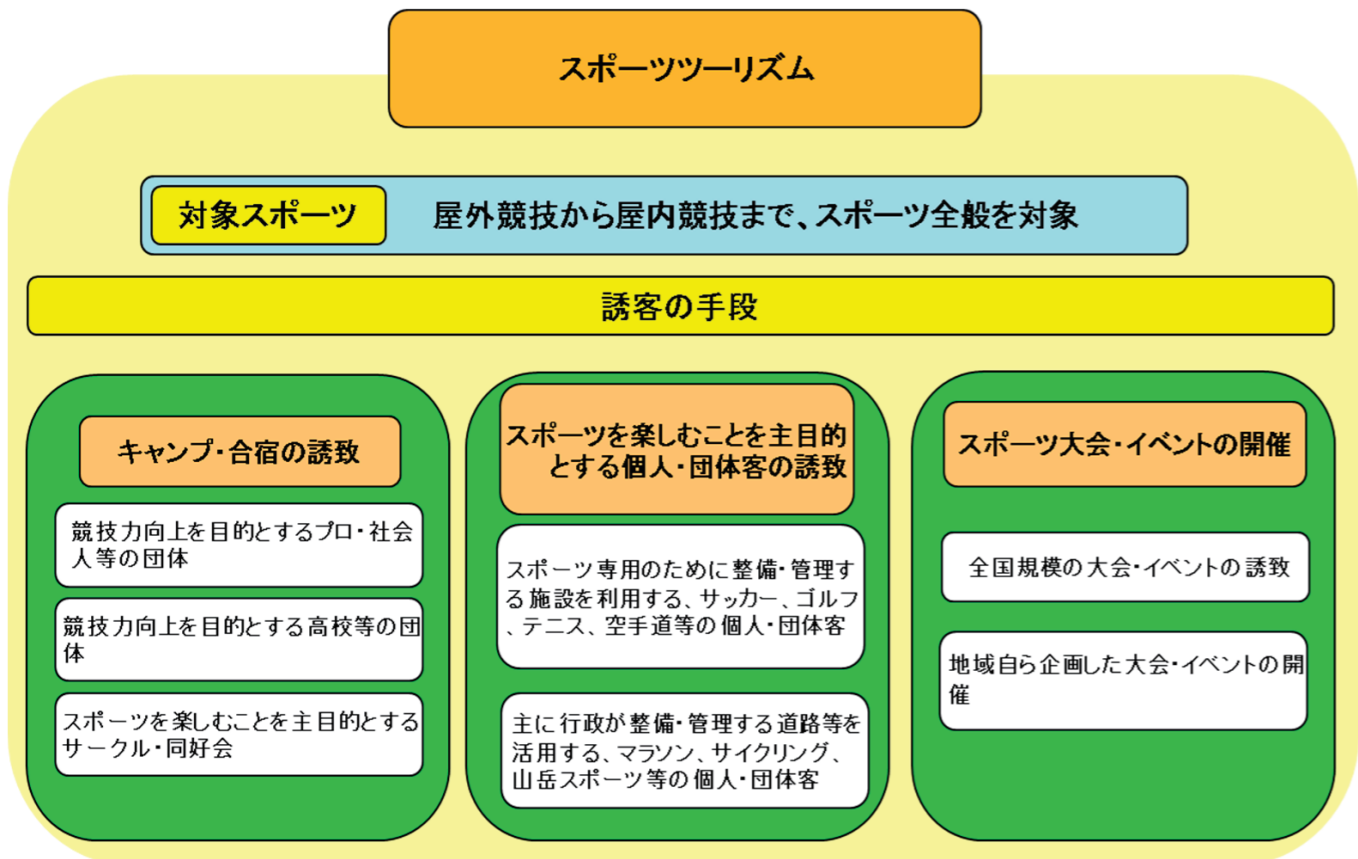 スポーツツーリズム
対象スポーツ 屋外競技から屋内競技まで、スポーツ全般を対象
誘客の手段
キャンプ・合宿の誘致
競技力向上を目的とするプロ・社会
人等の団体
競技力向上を目的とする高校等の団
体
スポーツを楽しむことを主目的とする
サークル・同好会
スポーツを楽しむことを主目的
とする個人・団体客の誘致
スポーツ専用のために整備・管理す
る施設を利用する、サッカー、ゴルフ
、テニス、空手道等の個人・団体客
主に行政が整備・管理する道路等を
活用する、マラソン、サイクリング、
山岳スポーツ等の個人・団体客
スポーツ大会・イベントの開催
全国規模の大会・イベントの誘致
地域自ら企画した大会・イベントの開
催